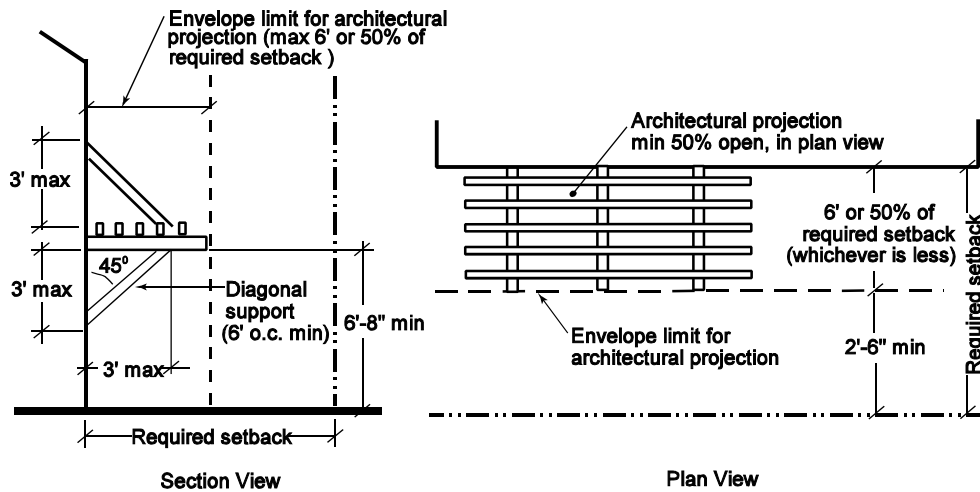 Envelope limit for architectural
projection (max 6' or 50% of
required setback )
3' max
45°
3' max
Diagonal
support
(6' o.c. min)
6'-8" min
3' max
Required setback
Section View
Architectural projection
min 50% open, in plan view
6' or 50% of
required setback
(whichever is less)
Required setback
Envelope limit for
architectural projection
2'-6" min
Plan View